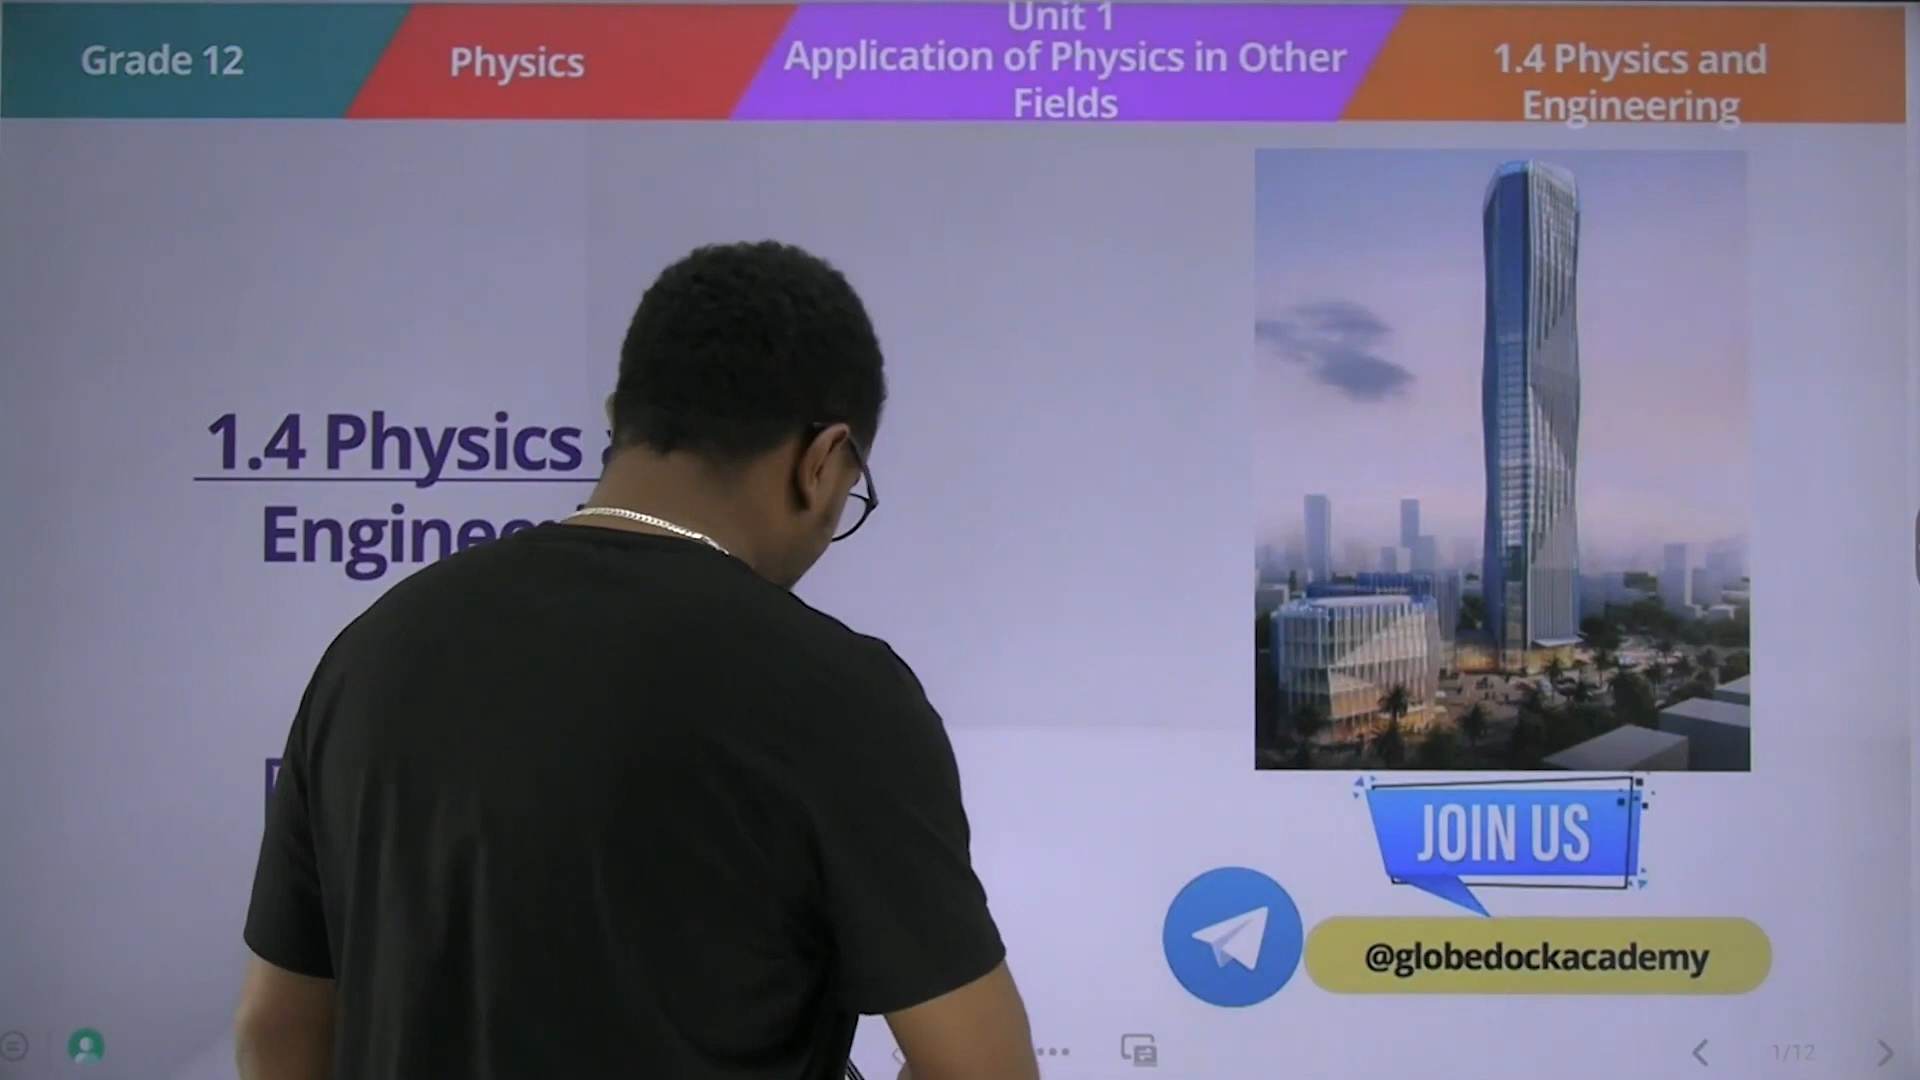 Grade 12
Physics
Unit 1
Application of Physics in Other
Fields
1.4 Physics and
Engineering
1.4 Physics
JOIN US
@globedockacademy
1/12